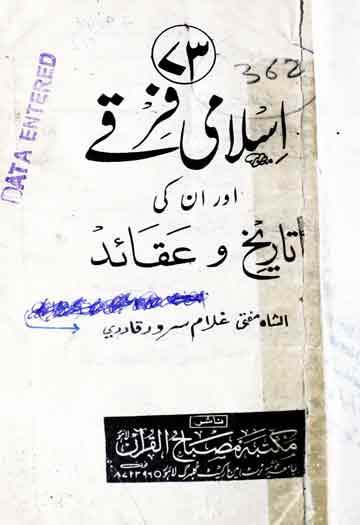 ۷۳
362
DATA ENTERED
اسلامی فرقے
اور ان کی
تاریخ و عقائد
الشاہ مفتی غلام سرور قادری
ناشر
مکتبہ مصباح القرآن لاہور